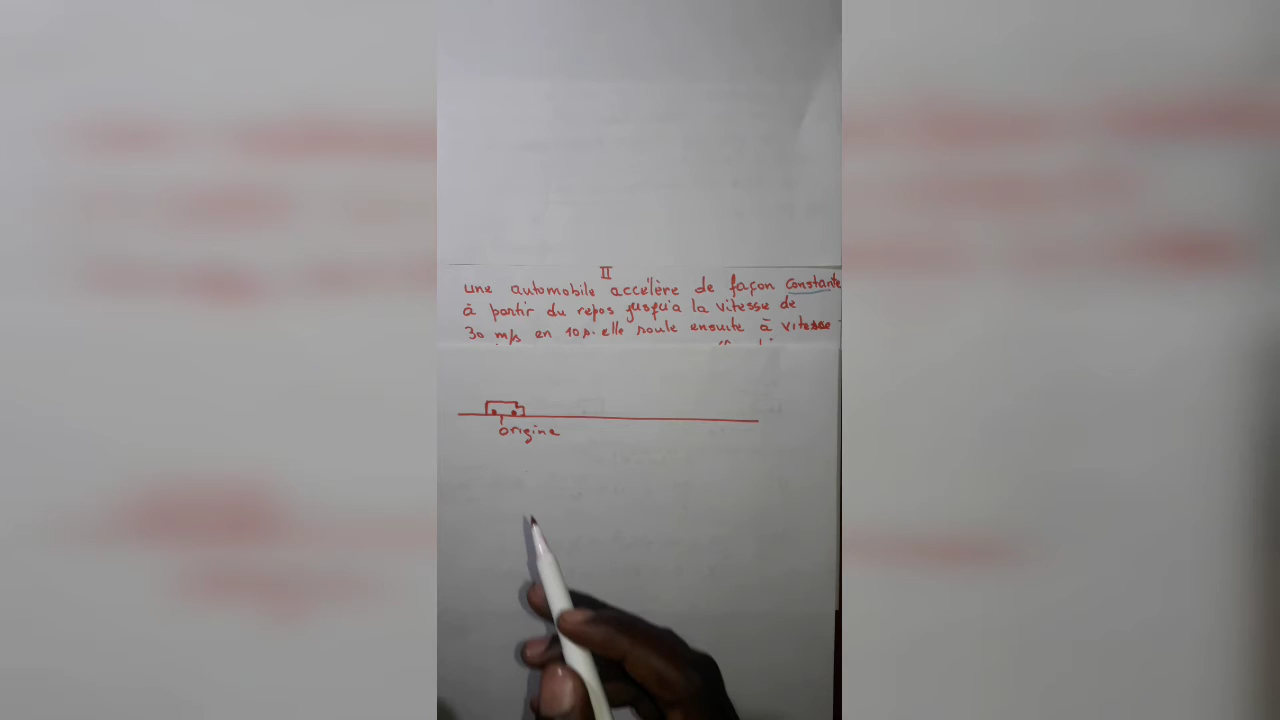 II
une automobile accélère de façon constante
à partir du repos jusqu'a la vitesse de
30 m/s en 10s. elle roule ensuite à vitesse
origine